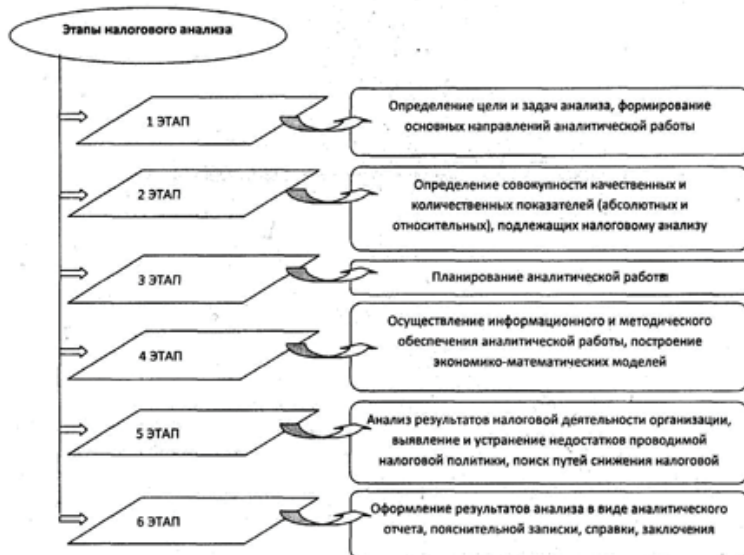 Этапы налогового анализа
1 ЭТАП
Определение цели и задач анализа, формирование
основных направлений аналитической работы
2 ЭТАП
Определение совокупности качественных и
количественных показателей (абсолютных и
относительных), подлежащих налоговому анализу
3 ЭТАП
Планирование аналитической работы
4 ЭТАП
Осуществление информационного и методического
обеспечения аналитической работы, построение
экономико-математических моделей
5 ЭТАП
Анализ результатов налоговой деятельности организации,
выявление и устранение недостатков проводимой
налоговой политики, поиск путей снижения налоговой
6 ЭТАП
Оформление результатов анализа в виде аналитического
отчета, пояснительной записки, справки, заключения